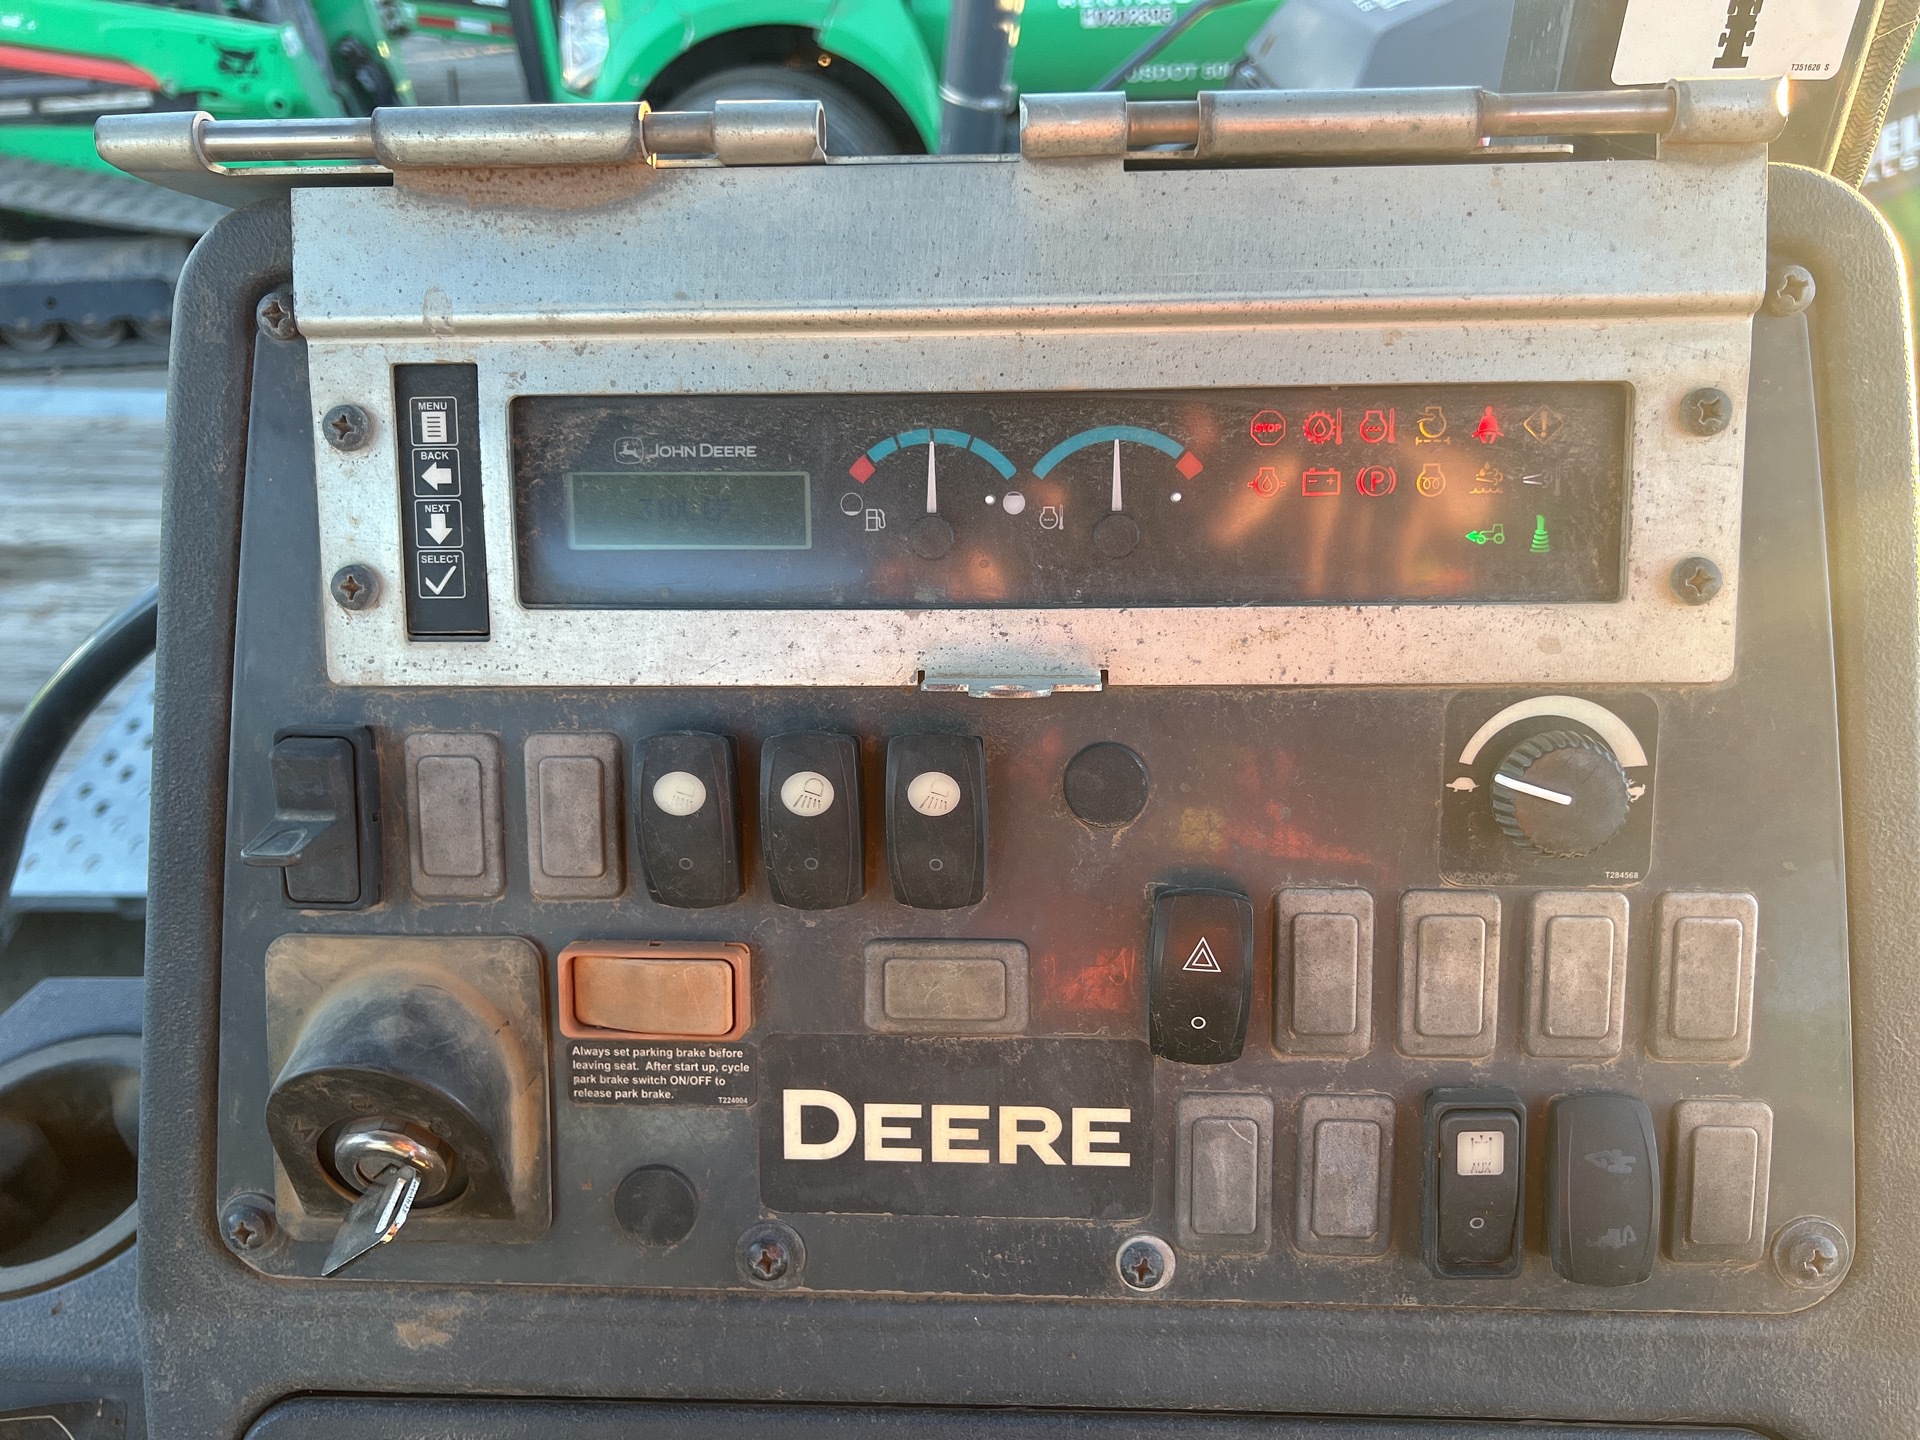 T351626 S
MENU
BACK
NEXT
SELECT
JOHN DEERE
STOP
P
T284568
Always set parking brake before
leaving seat. After start up, cycle
park brake switch ON/OFF to
release park brake.
T224004
DEERE
AUX